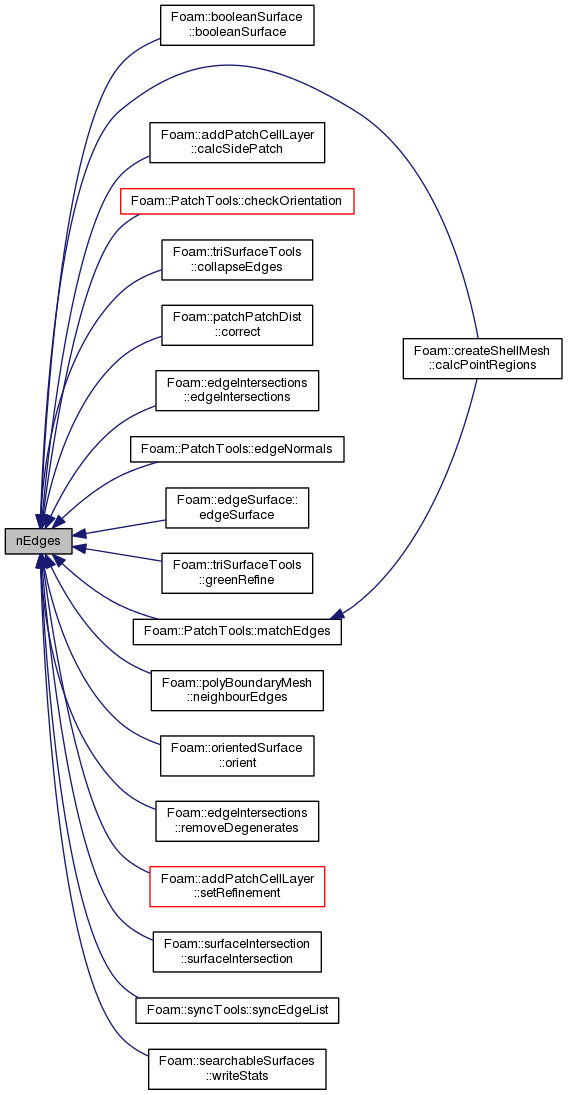 Foam::booleanSurface
::booleanSurface
Foam::addPatchCellLayer
::calcSidePatch
Foam::PatchTools::checkOrientation
Foam::triSurfaceTools
::collapseEdges
Foam::patchPatchDist
::correct
Foam::createShellMesh
::calcPointRegions
Foam::edgeIntersections
::edgeIntersections
Foam::PatchTools::edgeNormals
Foam::edgeSurface::
edgeSurface
nEdges
Foam::triSurfaceTools
::greenRefine
Foam::PatchTools::matchEdges
Foam::polyBoundaryMesh
::neighbourEdges
Foam::orientedSurface
::orient
Foam::edgeIntersections
::removeDegenerates
Foam::addPatchCellLayer
::setRefinement
Foam::surfaceIntersection
::surfaceIntersection
Foam::syncTools::syncEdgeList
Foam::searchableSurfaces
::writeStats